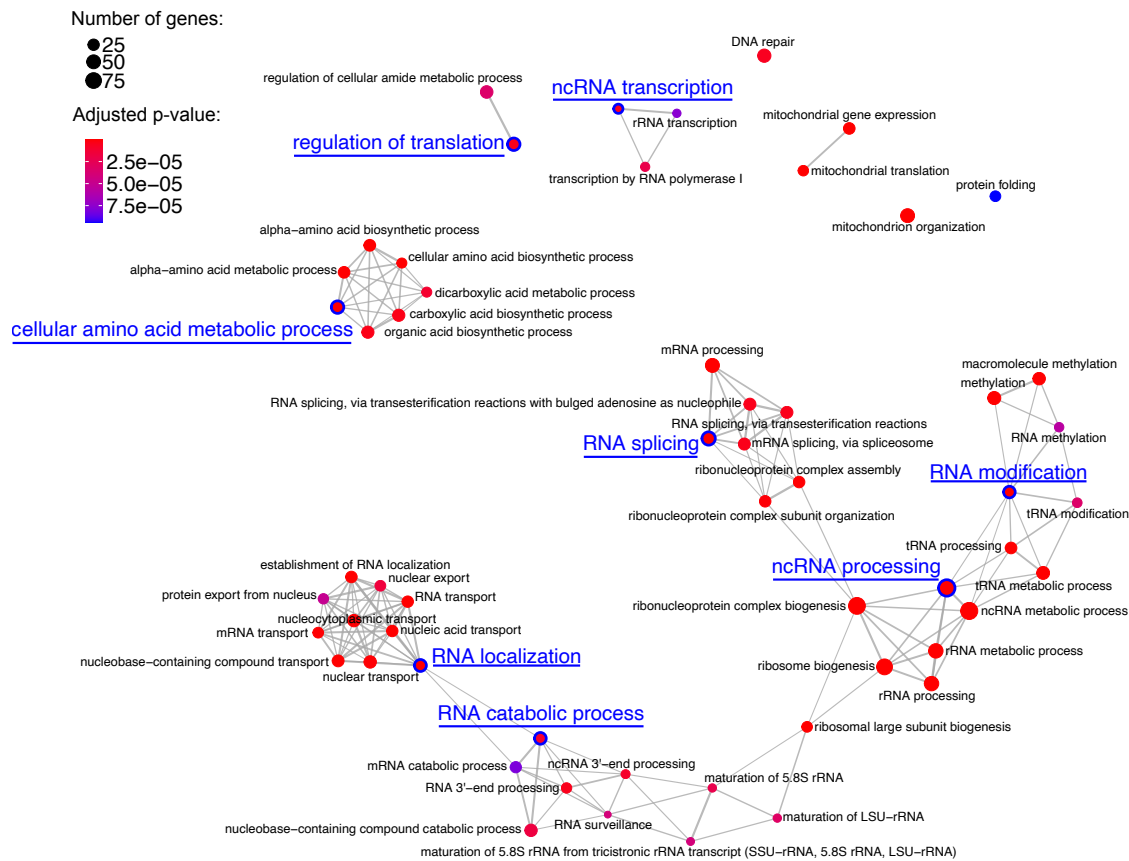 Number of genes:
25
50
75
Adjusted p-value:
2.5e−05
5.0e−05
7.5e−05
DNA repair
regulation of cellular amide metabolic process
ncRNA transcription
rRNA transcription
mitochondrial gene expression
regulation of translation
transcription by RNA polymerase I
mitochondrial translation
protein folding
mitochondrion organization
alpha−amino acid biosynthetic process
cellular amino acid biosynthetic process
alpha−amino acid metabolic process
dicarboxylic acid metabolic process
carboxylic acid biosynthetic process
cellular amino acid metabolic process
organic acid biosynthetic process
mRNA processing
macromolecule methylation
methylation
RNA splicing, via transesterification reactions with bulged adenosine as nucleophile
RNA splicing, via transesterification reactions
RNA methylation
RNA splicing
mRNA splicing, via spliceosome
ribonucleoprotein complex assembly
RNA modification
ribonucleoprotein complex subunit organization
tRNA modification
tRNA processing
establishment of RNA localization
nuclear export
ncRNA processing
tRNA metabolic process
protein export from nucleus
RNA transport
ribonucleoprotein complex biogenesis
ncRNA metabolic process
nucleocytoplasmic transport
mRNA transport
nucleic acid transport
rRNA metabolic process
nucleobase−containing compound transport
RNA localization
ribosome biogenesis
nuclear transport
rRNA processing
RNA catabolic process
ribosomal large subunit biogenesis
mRNA catabolic process
ncRNA 3'−end processing
maturation of 5.8S rRNA
RNA 3'−end processing
maturation of LSU−rRNA
nucleobase−containing compound catabolic process
RNA surveillance
maturation of 5.8S rRNA from tricistronic rRNA transcript (SSU−rRNA, 5.8S rRNA, LSU−rRNA)